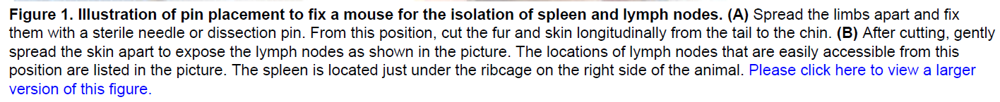 Figure 1. Illustration of pin placement to fix a mouse for the isolation of spleen and lymph nodes. (A) Spread the limbs apart and fix
them with a sterile needle or dissection pin. From this position, cut the fur and skin longitudinally from the tail to the chin. (B) After cutting, gently
spread the skin apart to expose the lymph nodes as shown in the picture. The locations of lymph nodes that are easily accessible from this
position are listed in the picture. The spleen is located just under the ribcage on the right side of the animal. Please click here to view a larger
version of this figure.